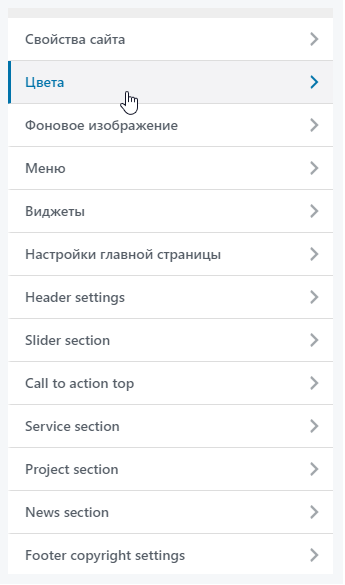 Свойства сайта
Цвета
Фоновое изображение
Меню
Виджеты
Настройки главной страницы
Header settings
Slider section
Call to action top
Service section
Project section
News section
Footer copyright settings